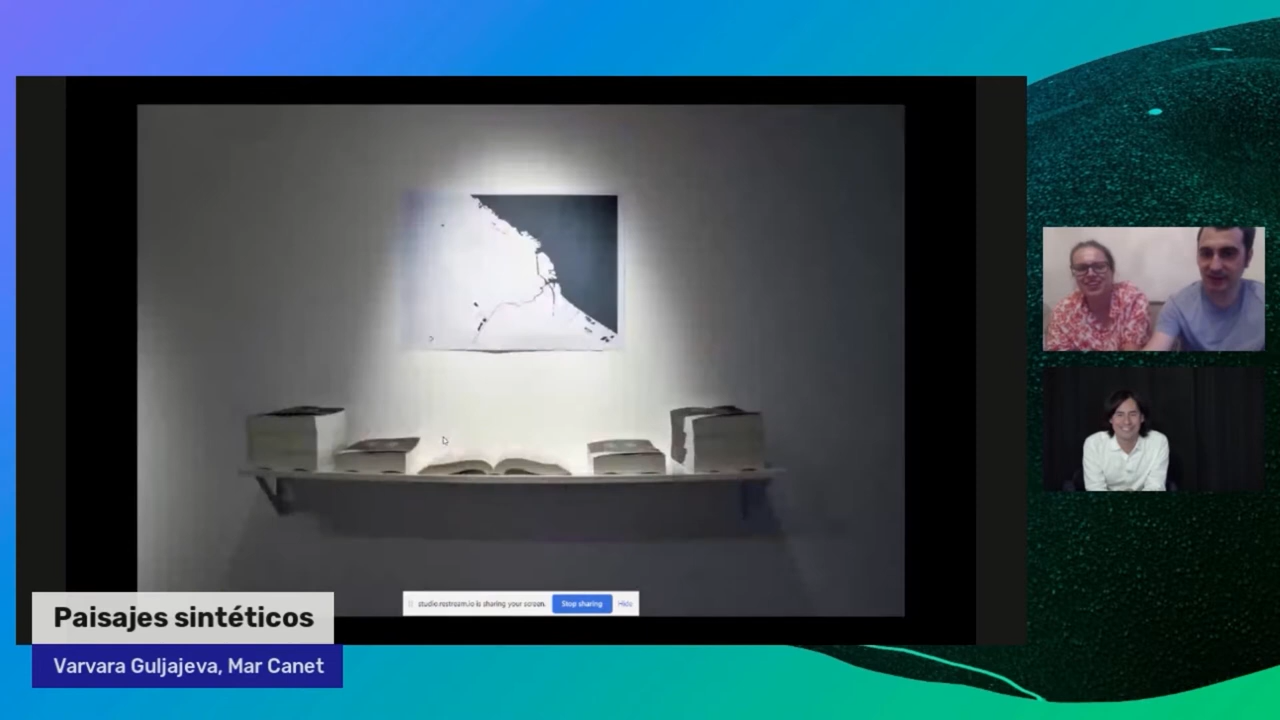 studio.restream.io is sharing your screen.
Stop sharing
Hide
Paisajes sintéticos
Varvara Guljajeva, Mar Canet